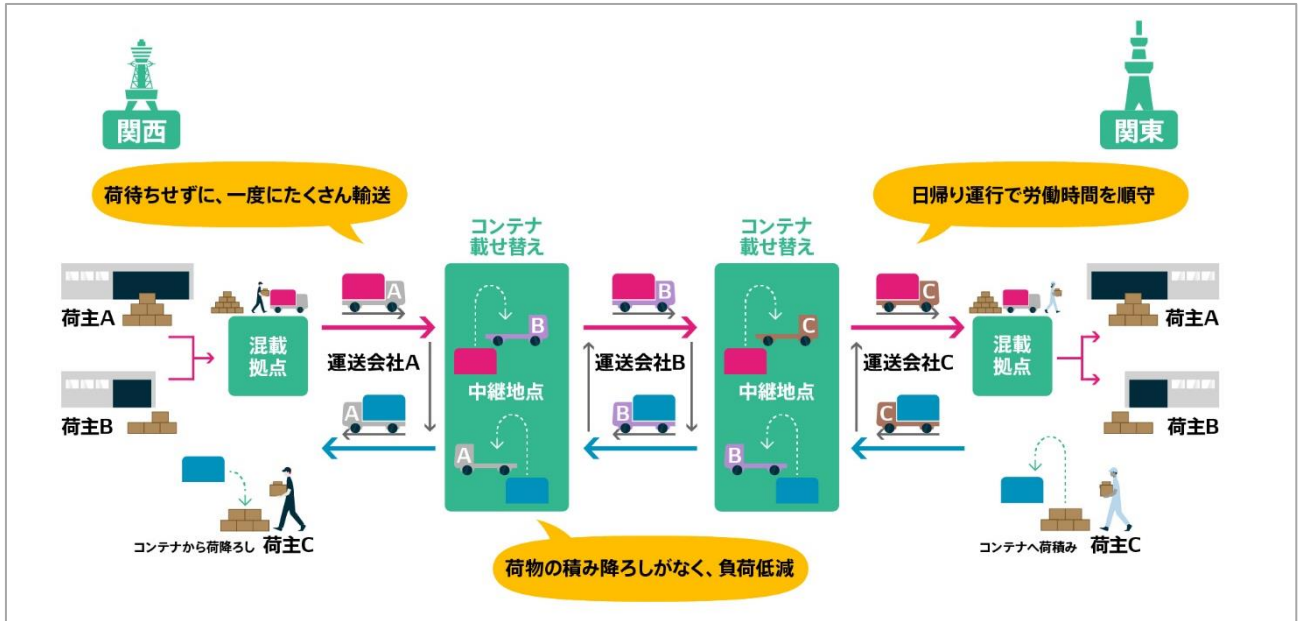 関西
関東
荷待ちせずに、一度にたくさん輸送
日帰り運行で労働時間を順守
コンテナ
載せ替え
コンテナ
載せ替え
A
B
C
B
C
荷主A
混載
拠点
運送会社A
運送会社B
運送会社C
混載
拠点
荷主A
中継地点
中継地点
荷主B
荷主B
A
B
C
A
B
コンテナから荷降ろし 荷主C
コンテナへ荷積み 荷主C
荷物の積み降ろしがなく、負荷低減